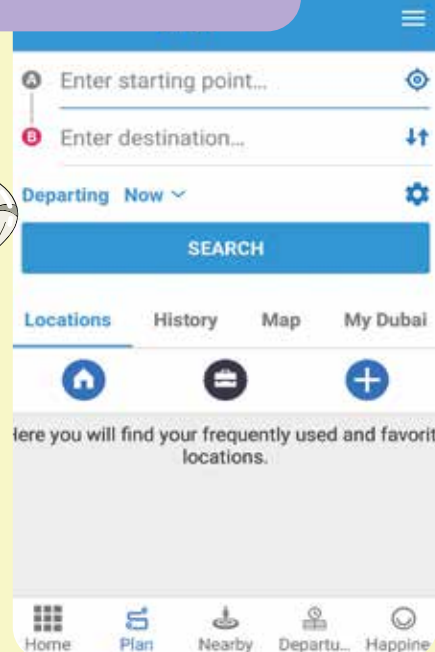 A Enter starting point...
B Enter destination...
Departing Now
SEARCH
Locations History Map My Dubai
Here you will find your frequently used and favorit
locations.
Home Plan Nearby Departu... Happine